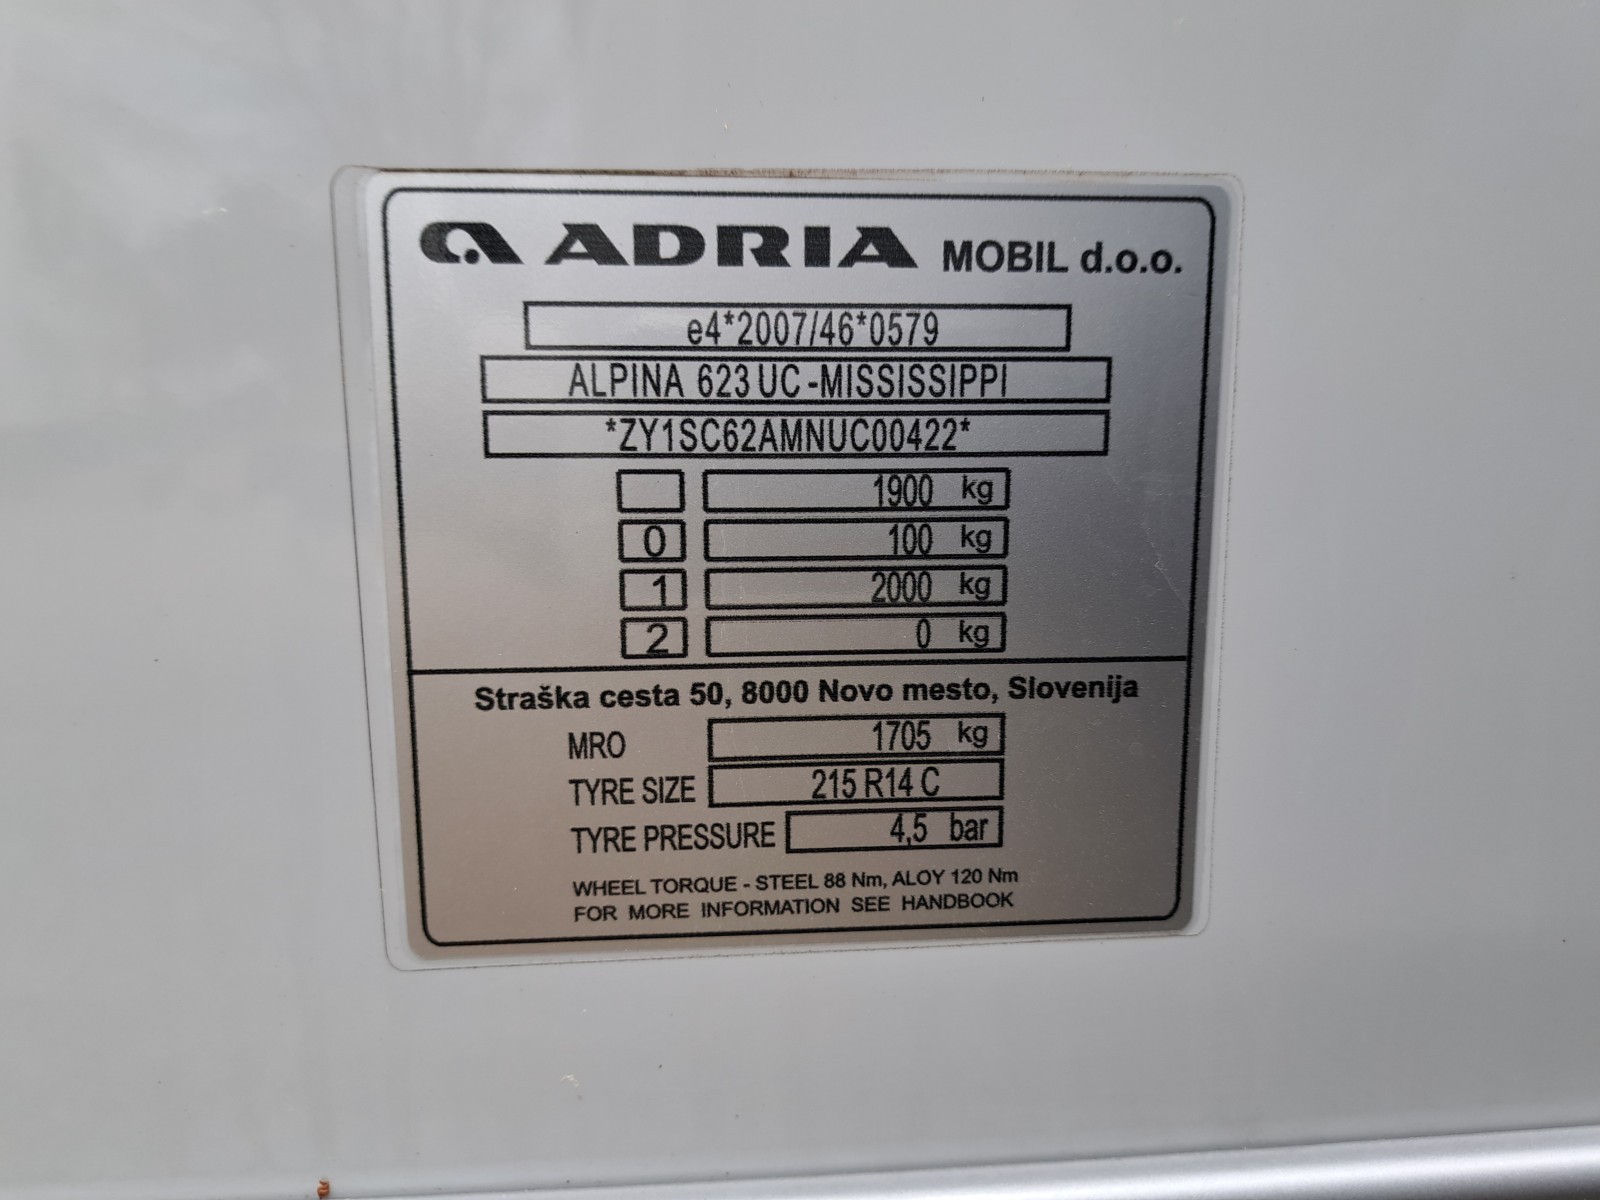 ADRIA MOBIL d.o.o.
e4*2007/46*0579
ALPINA 623 UC -MISSISSIPPI
*ZY1SC62AMNUC00422*
1900 kg
0 100 kg
1 2000 kg
2 0 kg
Straška cesta 50, 8000 Novo mesto, Slovenija
MRO 1705 kg
TYRE SIZE 215 R14 C
TYRE PRESSURE 4,5 bar
WHEEL TORQUE - STEEL 88 Nm, ALOY 120 Nm
FOR MORE INFORMATION SEE HANDBOOK